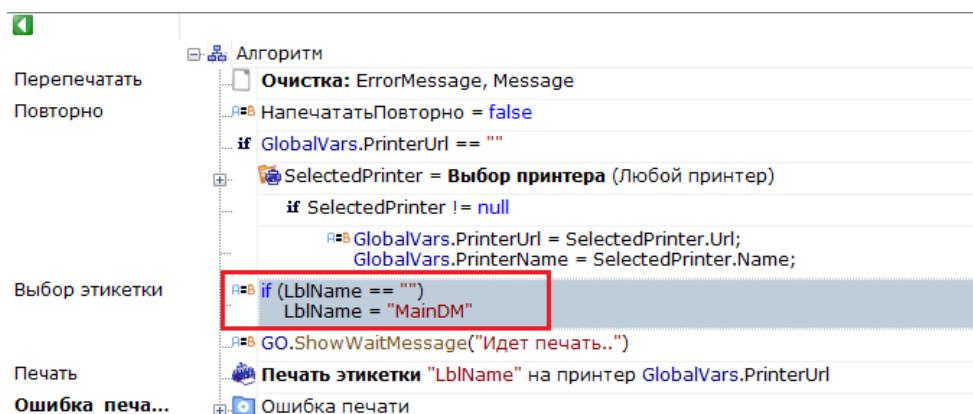 Алгоритм
Перепечатать Очистка: ErrorMessage, Message
Повторно A=B НапечататьПовторно = false
if GlobalVars.PrinterUrl == ""
SelectedPrinter = Выбор принтера (Любой принтер)
if SelectedPrinter != null
A=B GlobalVars.PrinterUrl = SelectedPrinter.Url;
GlobalVars.PrinterName = SelectedPrinter.Name;
Выбор этикетки A=B if (LblName == "")
LblName = "MainDM"
A=B GO.ShowWaitMessage("Идет печать..")
Печать Печать этикетки "LblName" на принтер GlobalVars.PrinterUrl
Ошибка печа... Ошибка печати